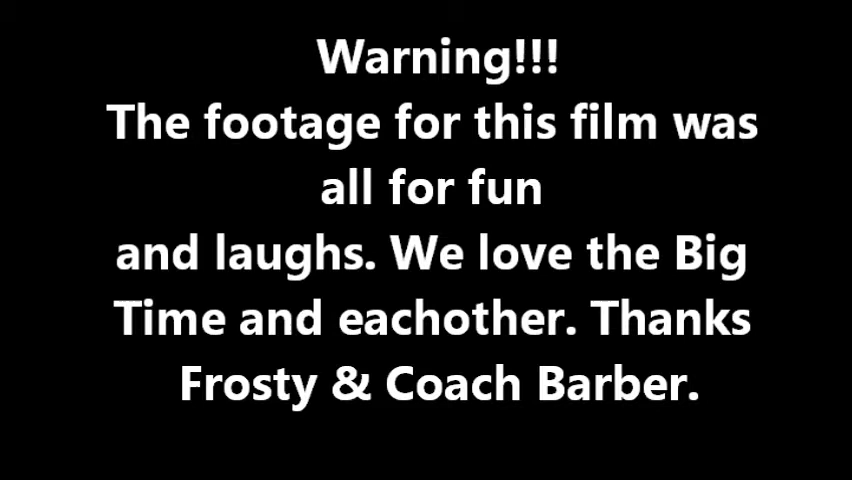 Warning!!!
The footage for this film was
all for fun
and laughs. We love the Big
Time and eachother. Thanks
Frosty & Coach Barber.